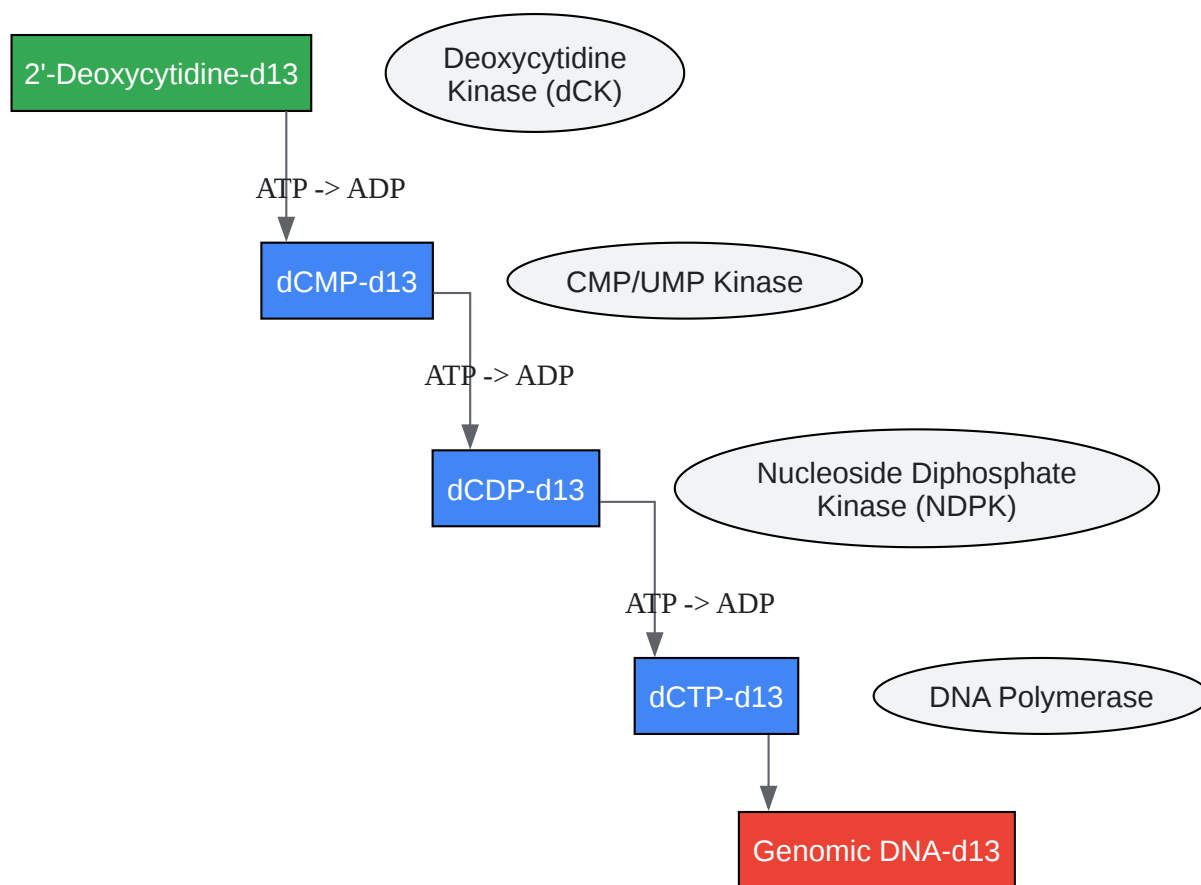 2'-Deoxycytidine-d13
Deoxycytidine
Kinase (dCK)
ATP -> ADP
dCMP-d13
CMP/UMP Kinase
ATP -> ADP
dCDP-d13
Nucleoside Diphosphate
Kinase (NDPK)
ATP -> ADP
dCTP-d13
DNA Polymerase
Genomic DNA-d13